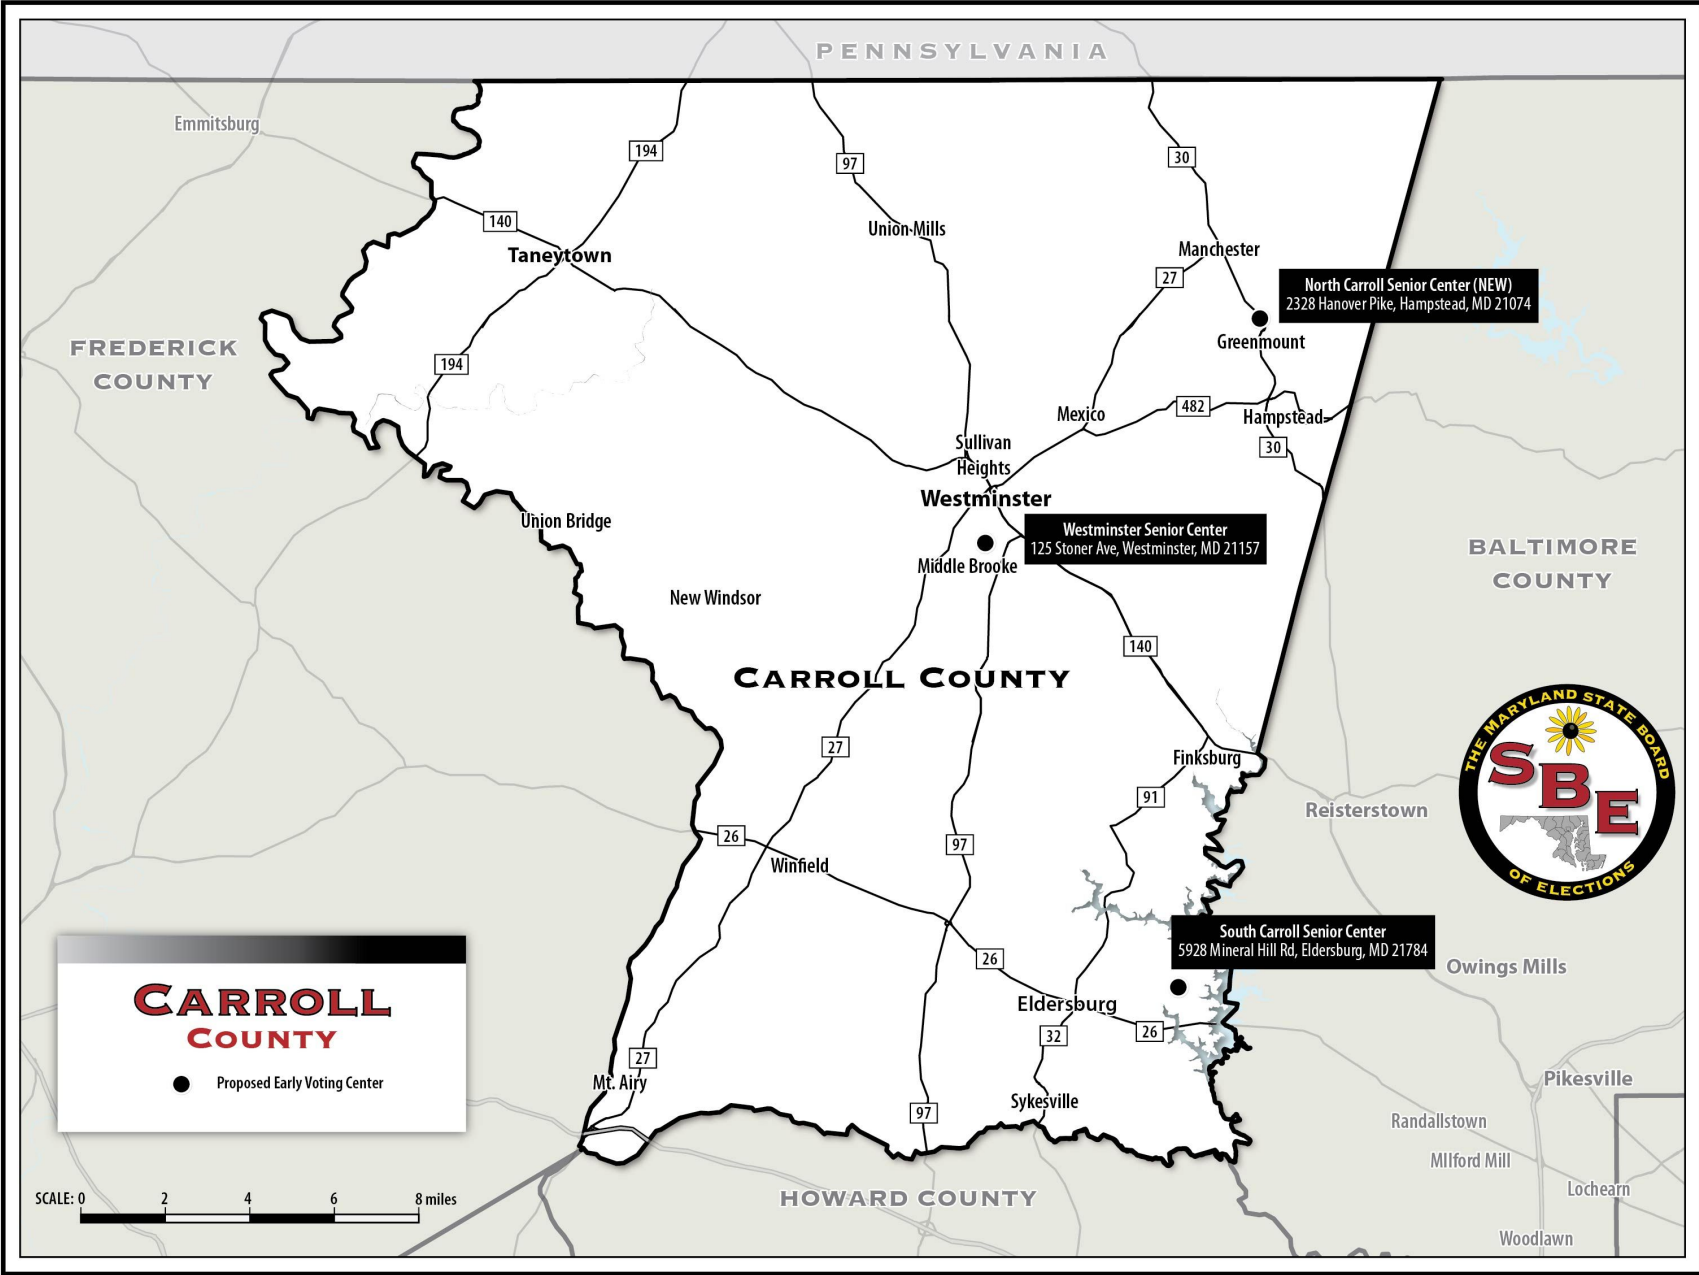 PENNSYLVANIA
Emmitsburg
194
97
30
140
Union Mills
Taneytown
Manchester
27
North Carroll Senior Center (NEW)
2328 Hanover Pike, Hampstead, MD 21074
Greenmount
FREDERICK
COUNTY
194
Mexico
482
Hampstead
30
Sullivan
Heights
Westminster
Union Bridge
Westminster Senior Center
125 Stoner Ave, Westminster, MD 21157
Middle Brooke
BALTIMORE
COUNTY
New Windsor
140
CARROLL COUNTY
27
Finksburg
91
Reisterstown
THE MARYLAND STATE BOARD
SBE
OF ELECTIONS
26
97
Winfield
South Carroll Senior Center
5928 Mineral Hill Rd, Eldersburg, MD 21784
26
Owings Mills
Eldersburg
32
26
CARROLL
COUNTY
Proposed Early Voting Center
27
Mt. Airy
97
Sykesville
Pikesville
Randallstown
MIlford Mill
Lochearn
Woodlawn
HOWARD COUNTY
SCALE: 0 2 4 6 8 miles